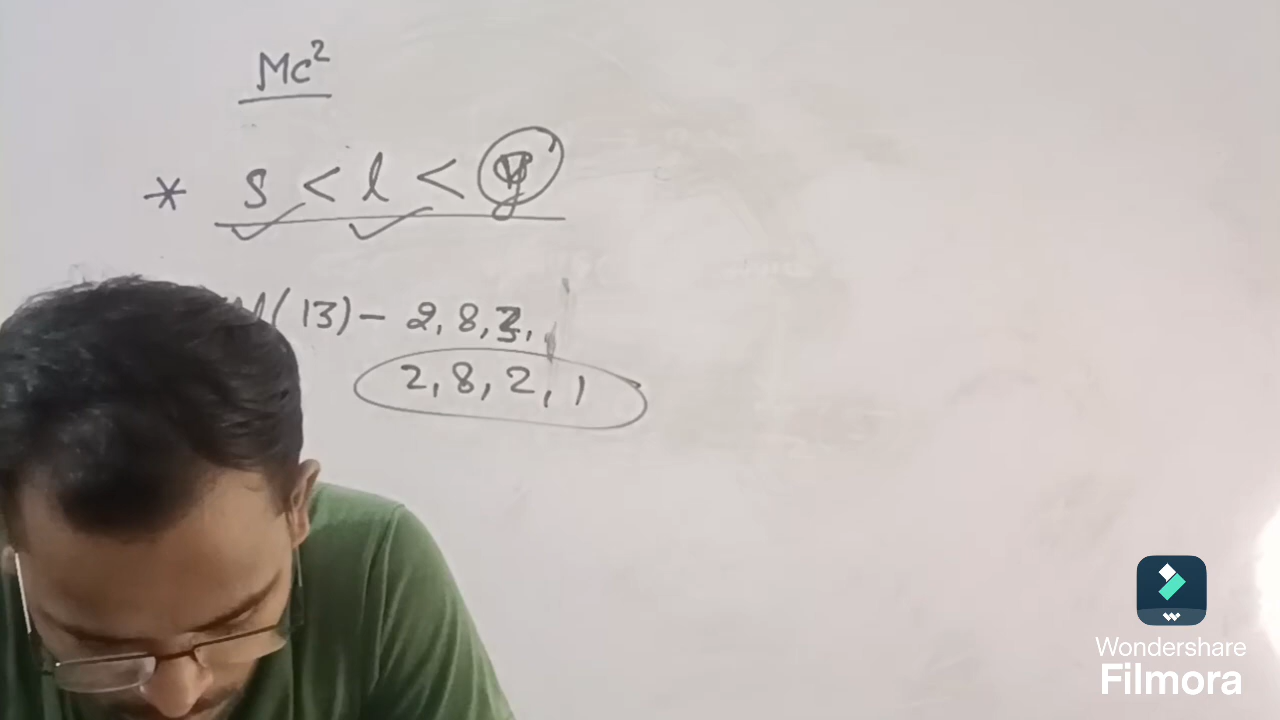 Mc²
* s < l < g
(13) - 2, 8, 3,
2, 8, 2, 1
Wondershare
Filmora